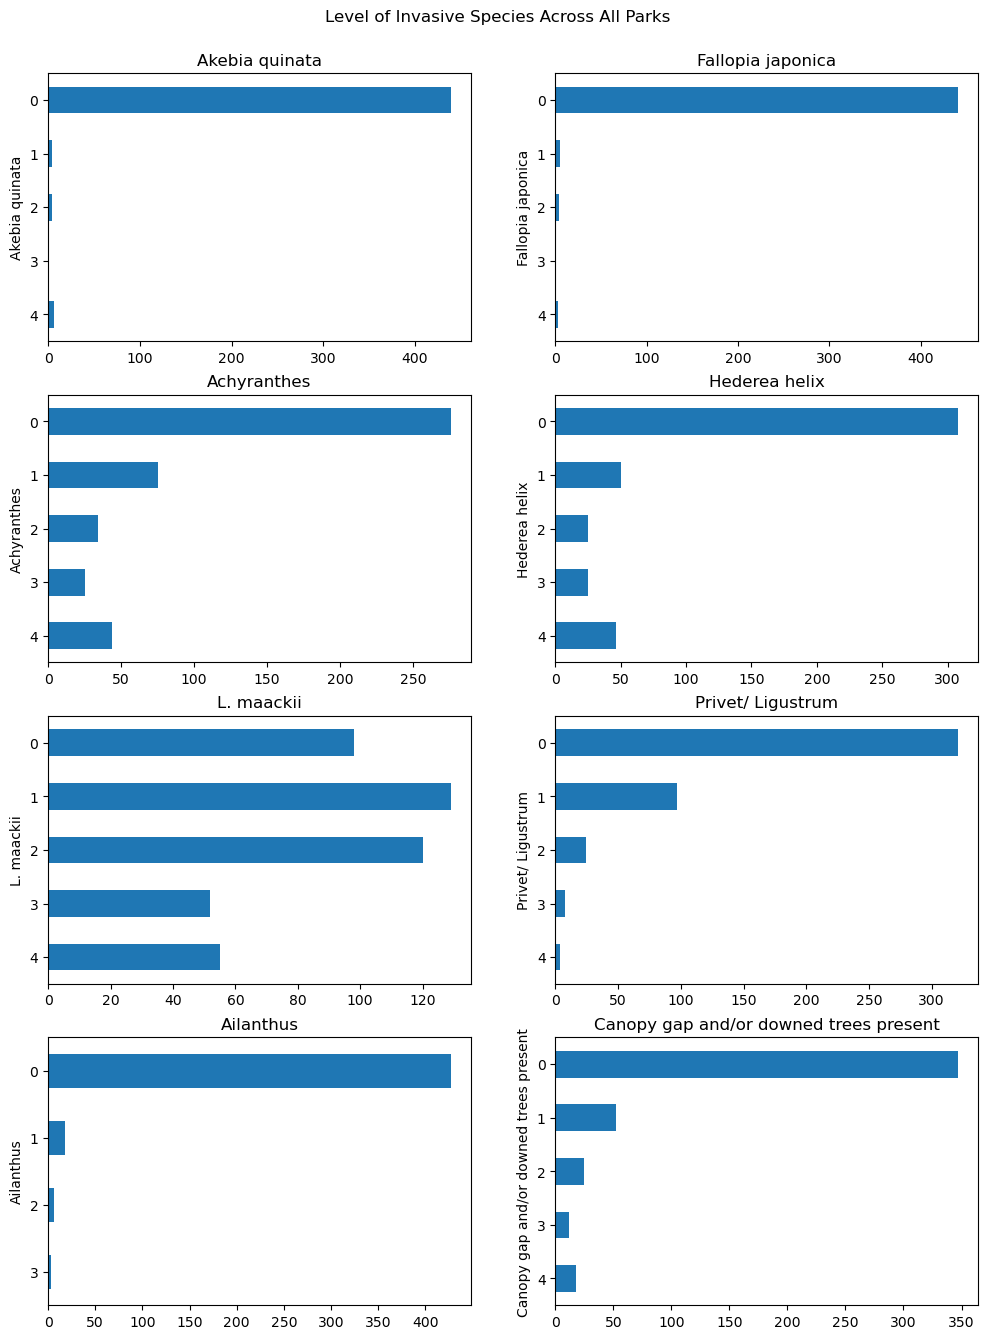 Level of Invasive Species Across All Parks
Akebia quinata
Akebia quinata
0
1
2
3
4
0 100 200 300 400
Fallopia japonica
Fallopia japonica
0
1
2
3
4
0 100 200 300 400
Achyranthes
Achyranthes
0
1
2
3
4
0 50 100 150 200 250
Hederea helix
Hederea helix
0
1
2
3
4
0 50 100 150 200 250 300
L. maackii
L. maackii
0
1
2
3
4
0 20 40 60 80 100 120
Privet/ Ligustrum
Privet/ Ligustrum
0
1
2
3
4
0 50 100 150 200 250 300
Ailanthus
Ailanthus
0
1
2
3
0 50 100 150 200 250 300 350 400
Canopy gap and/or downed trees present
Canopy gap and/or downed trees present
0
1
2
3
4
0 50 100 150 200 250 300 350